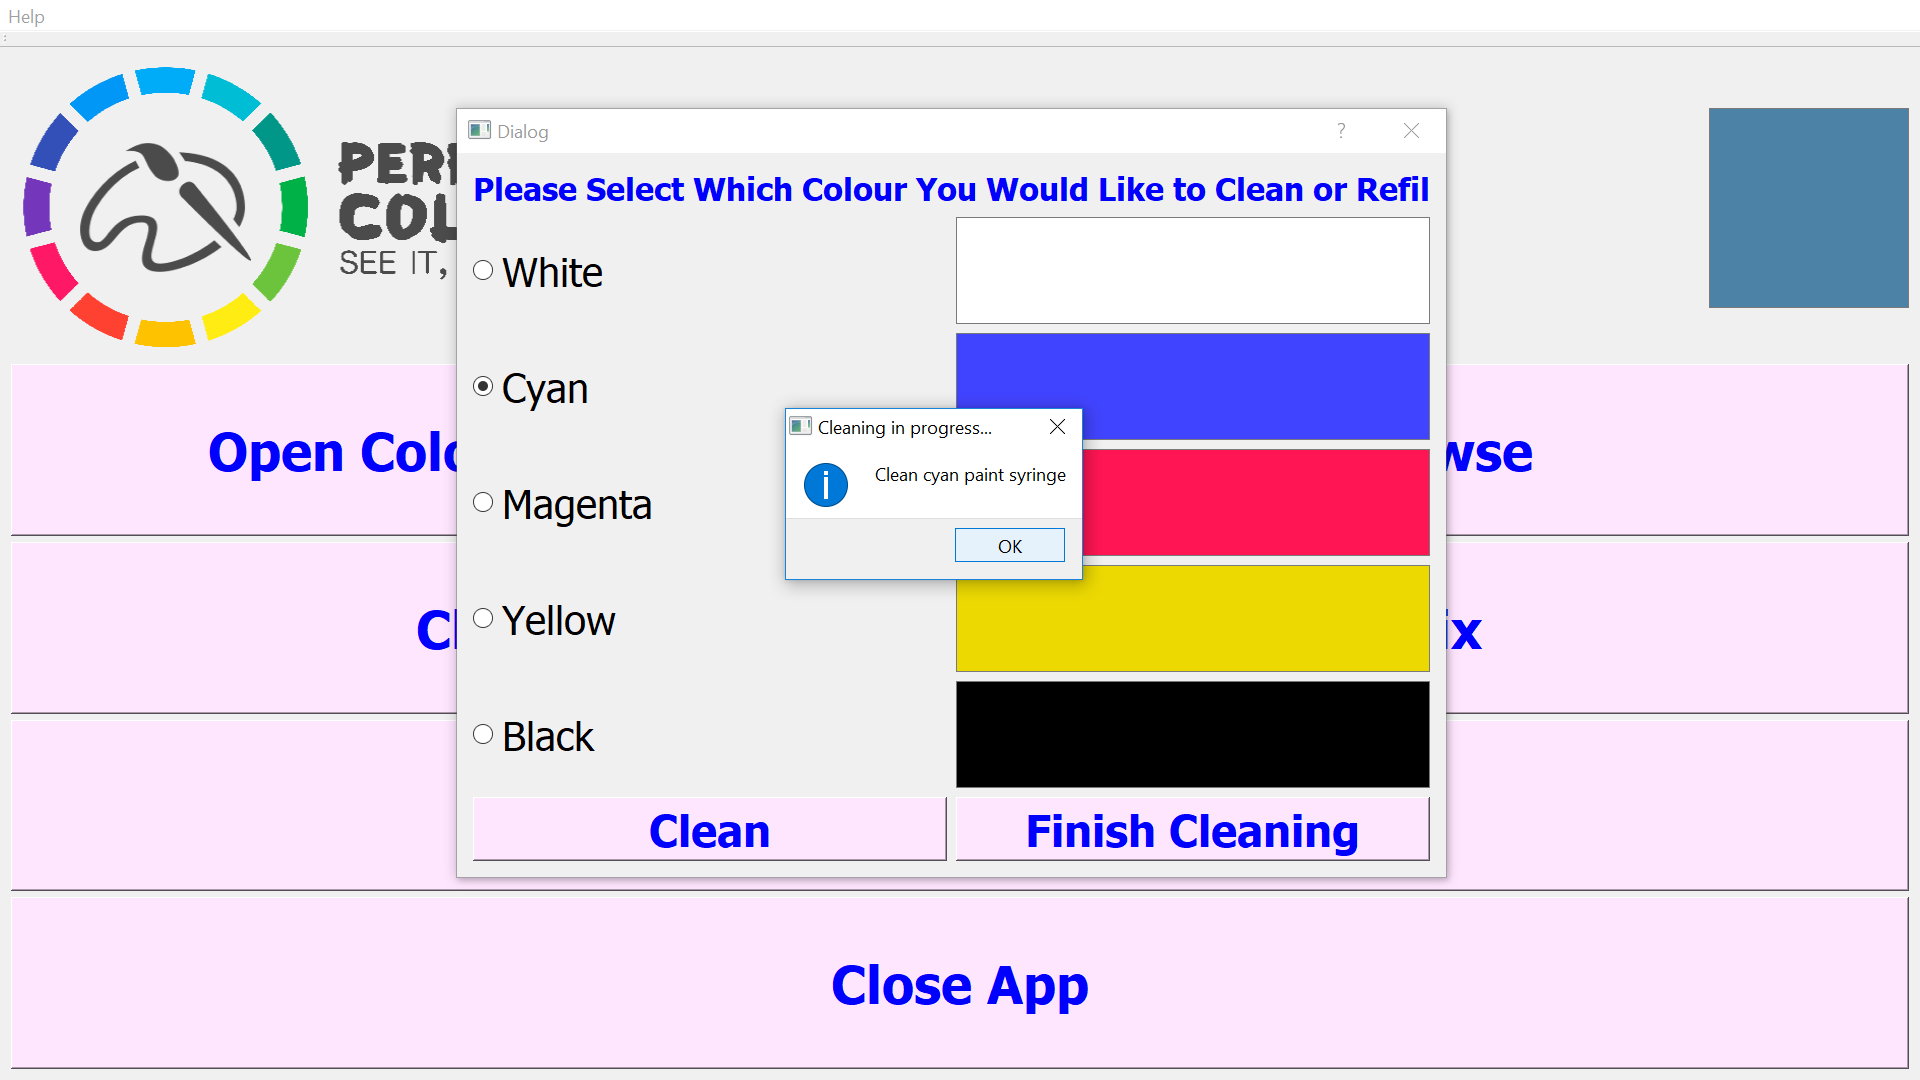 Help
PER
COL
SEE IT,
Dialog
?
Please Select Which Colour You Would Like to Clean or Refil
White
Cyan
Magenta
Yellow
Black
Cleaning in progress...
Clean cyan paint syringe
OK
Clean
Finish Cleaning
Open Colo
wse
Cl
ix
Close App